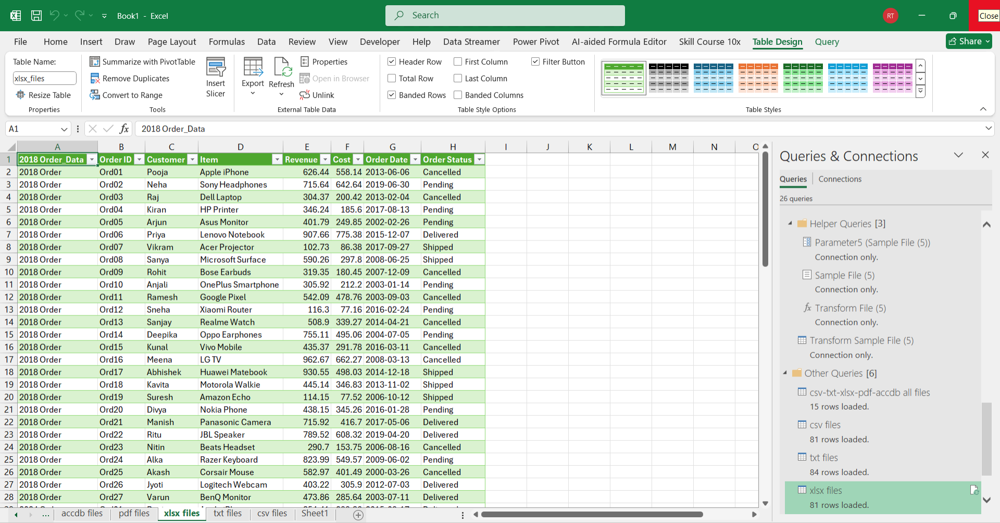 Book1 - Excel
Search
RT
Close
File Home Insert Draw Page Layout Formulas Data Review View Developer Help Data Streamer Power Pivot AI-aided Formula Editor Skill Course 10x Table Design Query
Share
Table Name:
xlsx_files
Resize Table
Properties
Summarize with PivotTable
Remove Duplicates
Convert to Range
Tools
Insert
Slicer
Export
Refresh
Properties
Open in Browser
Unlink
External Table Data
Header Row First Column Filter Button
Total Row Last Column
Banded Rows Banded Columns
Table Style Options
Table Styles
A1
fx
2018 Order_Data
A B C D E F G H I J K L M N O
1 2018 Order_Data Order ID Customer Item Revenue Cost Order Date Order Status
2 2018 Order Ord01 Pooja Apple iPhone 626.44 558.14 2013-06-06 Cancelled
3 2018 Order Ord02 Neha Sony Headphones 715.64 642.64 2019-06-30 Pending
4 2018 Order Ord03 Raj Dell Laptop 304.37 200.42 2013-02-04 Cancelled
5 2018 Order Ord04 Kiran HP Printer 346.24 185.6 2017-08-13 Pending
6 2018 Order Ord05 Arjun Asus Monitor 401.79 249.85 2002-02-26 Pending
7 2018 Order Ord06 Priya Lenovo Notebook 907.66 775.38 2015-12-07 Delivered
8 2018 Order Ord07 Vikram Acer Projector 102.73 86.38 2017-09-27 Shipped
9 2018 Order Ord08 Sanya Microsoft Surface 590.26 297.8 2008-06-25 Shipped
10 2018 Order Ord09 Rohit Bose Earbuds 319.35 180.45 2007-12-09 Cancelled
11 2018 Order Ord10 Anjali OnePlus Smartphone 305.92 212.2 2003-01-14 Pending
12 2018 Order Ord11 Ramesh Google Pixel 542.09 478.76 2003-09-03 Cancelled
13 2018 Order Ord12 Sneha Xiaomi Router 116.3 77.16 2016-02-24 Pending
14 2018 Order Ord13 Sanjay Realme Watch 508.9 339.27 2014-04-21 Cancelled
15 2018 Order Ord14 Deepika Oppo Earphones 755.11 495.06 2004-07-05 Pending
16 2018 Order Ord15 Kunal Vivo Mobile 435.37 291.78 2016-03-11 Cancelled
17 2018 Order Ord16 Meena LG TV 962.67 662.27 2008-03-13 Cancelled
18 2018 Order Ord17 Abhishek Huawei Matebook 930.55 498.03 2014-12-18 Shipped
19 2018 Order Ord18 Kavita Motorola Walkie 445.14 346.83 2013-11-02 Shipped
20 2018 Order Ord19 Suresh Amazon Echo 114.15 77.52 2006-10-12 Shipped
21 2018 Order Ord20 Divya Nokia Phone 438.15 345.26 2016-01-28 Pending
22 2018 Order Ord21 Manish Panasonic Camera 715.92 416.7 2017-05-06 Delivered
23 2018 Order Ord22 Ritu JBL Speaker 789.52 608.32 2019-04-20 Delivered
24 2018 Order Ord23 Nitin Beats Headset 290.7 153.75 2006-08-16 Cancelled
25 2018 Order Ord24 Alka Razer Keyboard 823.99 549.57 2009-06-02 Pending
26 2018 Order Ord25 Akash Corsair Mouse 582.97 401.49 2000-03-26 Cancelled
27 2018 Order Ord26 Jyoti Logitech Webcam 403.22 305.9 2012-07-03 Delivered
28 2018 Order Ord27 Varun BenQ Monitor 473.86 285.64 2003-07-11 Delivered
... accdb files pdf files xlsx files txt files csv files Sheet1
Queries & Connections
Queries Connections
26 queries
Helper Queries [3]
Parameter5 (Sample File (5))
Connection only.
Sample File (5)
Connection only.
fx Transform File (5)
Connection only.
Transform Sample File (5)
Connection only.
Other Queries [6]
csv-txt-xlsx-pdf-accdb all files
15 rows loaded.
csv files
81 rows loaded.
txt files
84 rows loaded.
xlsx files
81 rows loaded.